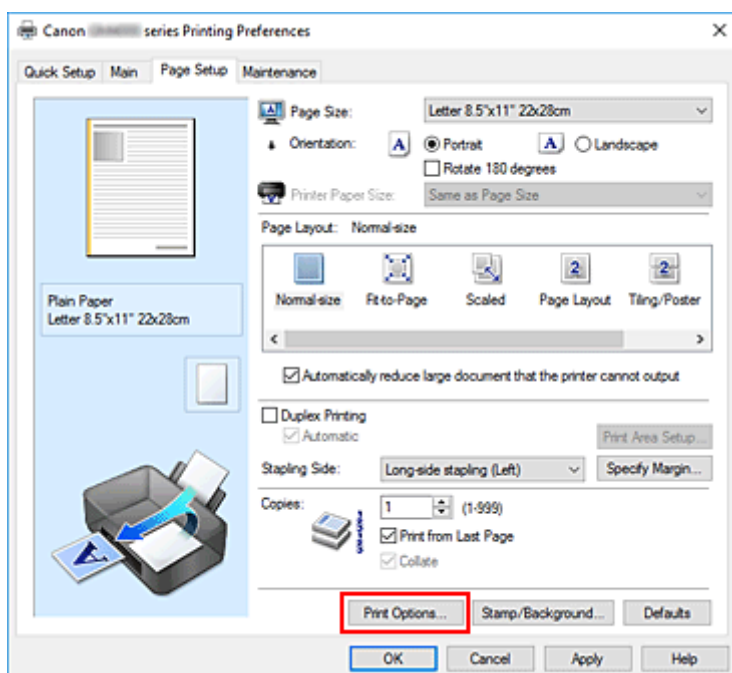 Canon series Printing Preferences
Quick Setup Main Page Setup Maintenance
Page Size: Letter 8.5"x11" 22x28cm
Orientation: A Portrait A Landscape
Rotate 180 degrees
Printer Paper Size: Same as Page Size
Page Layout: Normal-size
Normal-size Fit-to-Page Scaled Page Layout Tiling/Poster
Plain Paper
Letter 8.5"x11" 22x28cm
Automatically reduce large document that the printer cannot output
Duplex Printing
Automatic Print Area Setup...
Stapling Side: Long-side stapling (Left) Specify Margin...
Copies: 1 (1-999)
Print from Last Page
Collate
Print Options... Stamp/Background... Defaults
OK Cancel Apply Help